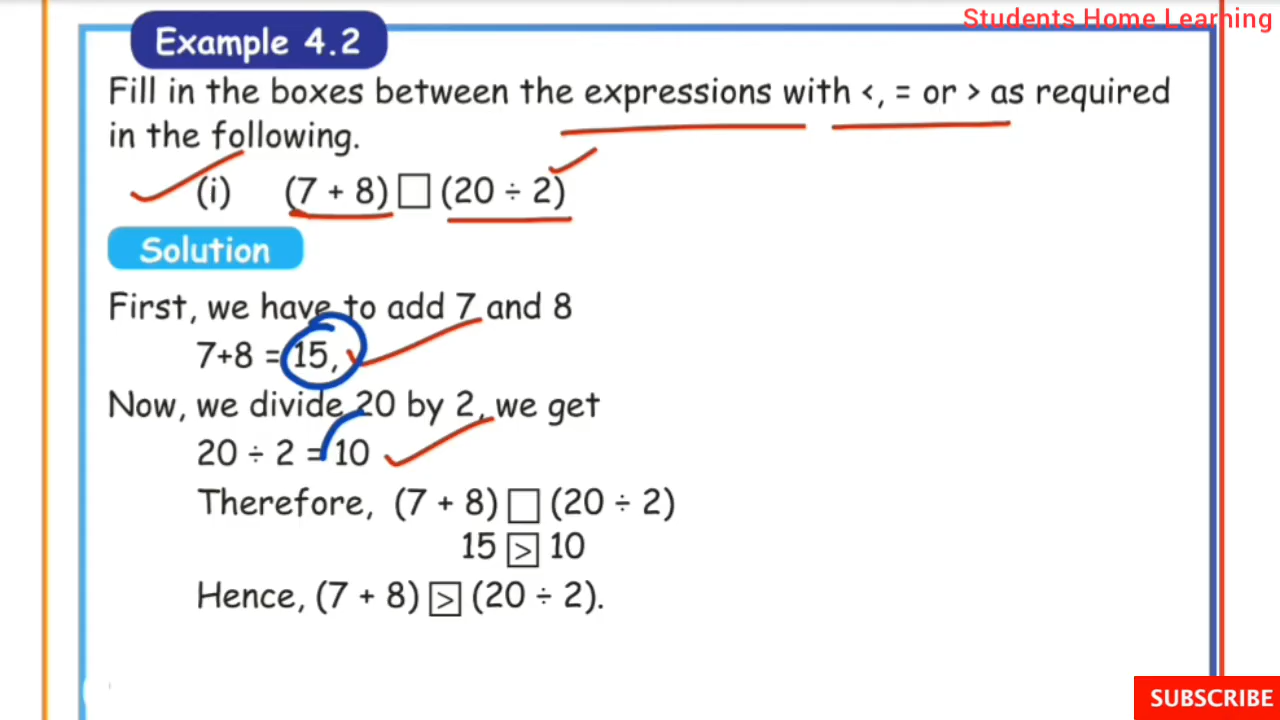 Students Home Learning
Example 4.2
Fill in the boxes between the expressions with <, = or > as required
in the following.
(i) (7 + 8) □ (20 ÷ 2)
Solution
First, we have to add 7 and 8
7+8 = 15,
Now, we divide 20 by 2, we get
20 ÷ 2 = 10
Therefore, (7 + 8) □ (20 ÷ 2)
15 > 10
Hence, (7 + 8) > (20 ÷ 2).
SUBSCRIBE